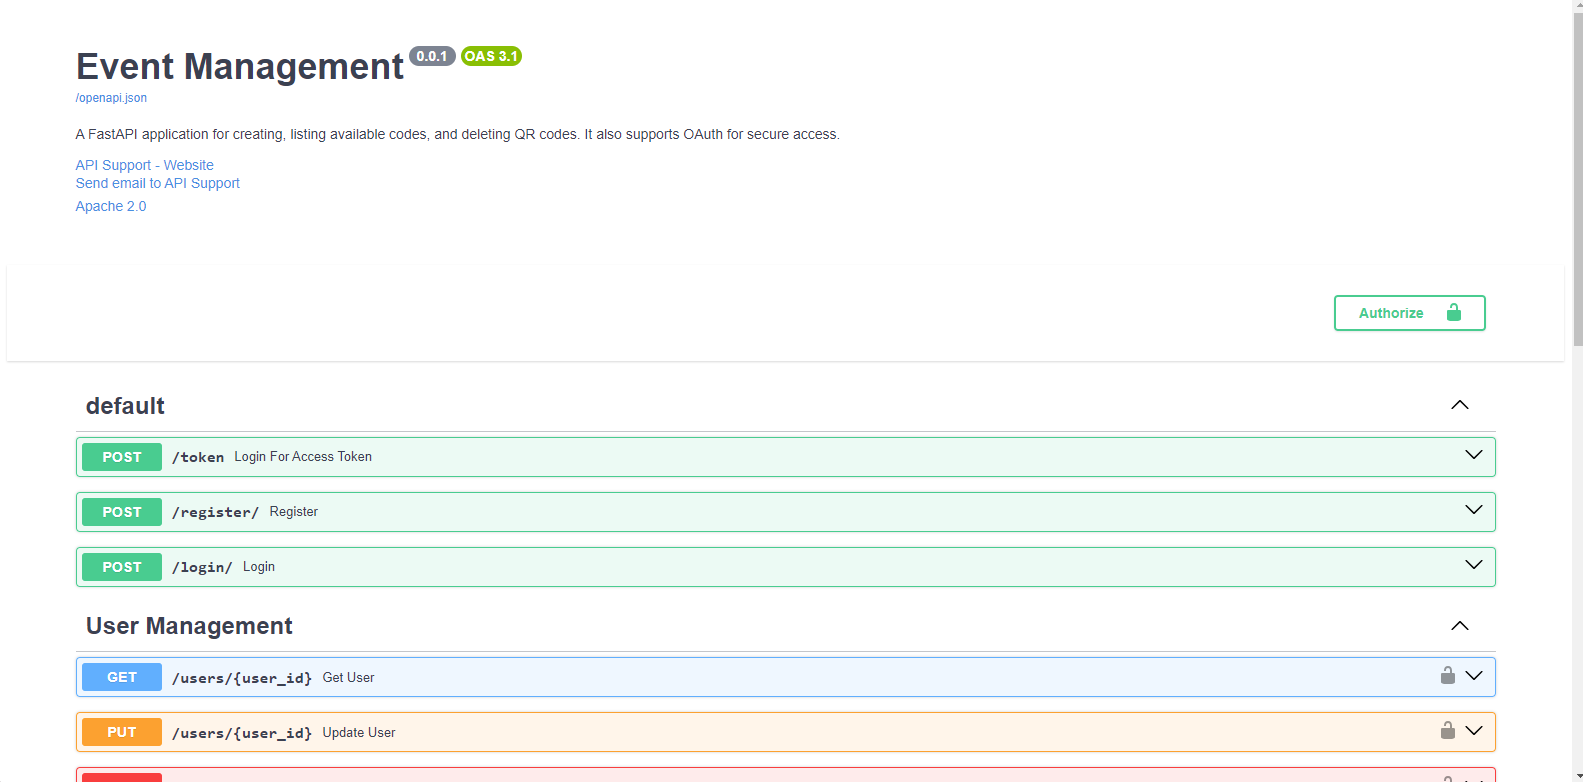 Event Management 0.0.1 OAS 3.1
/openapi.json
A FastAPI application for creating, listing available codes, and deleting QR codes. It also supports OAuth for secure access.
API Support - Website
Send email to API Support
Apache 2.0
Authorize
default
POST /token Login For Access Token
POST /register/ Register
POST /login/ Login
User Management
GET /users/{user_id} Get User
PUT /users/{user_id} Update User